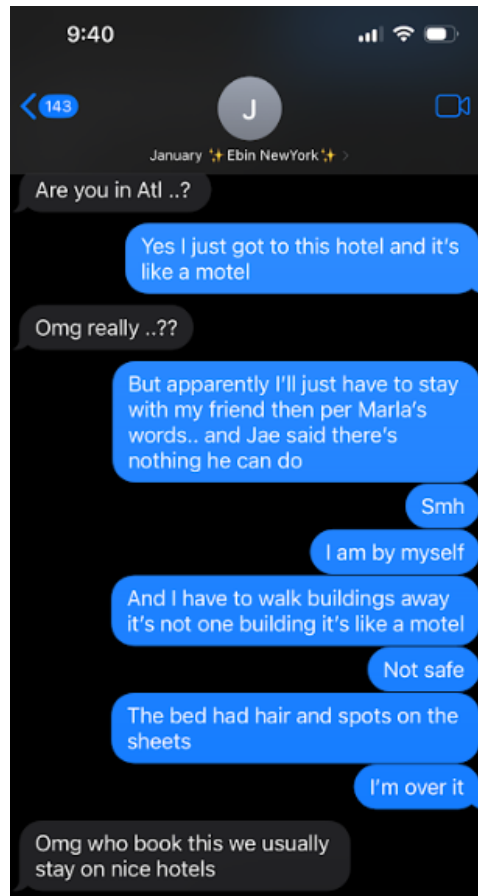 9:40
143
J
January ✨ Ebin NewYork✨
Are you in Atl ..?
Yes I just got to this hotel and it's
like a motel
Omg really ..??
But apparently I'll just have to stay
with my friend then per Marla's
words.. and Jae said there's
nothing he can do
Smh
I am by myself
And I have to walk buildings away
it's not one building it's like a motel
Not safe
The bed had hair and spots on the
sheets
I'm over it
Omg who book this we usually
stay on nice hotels